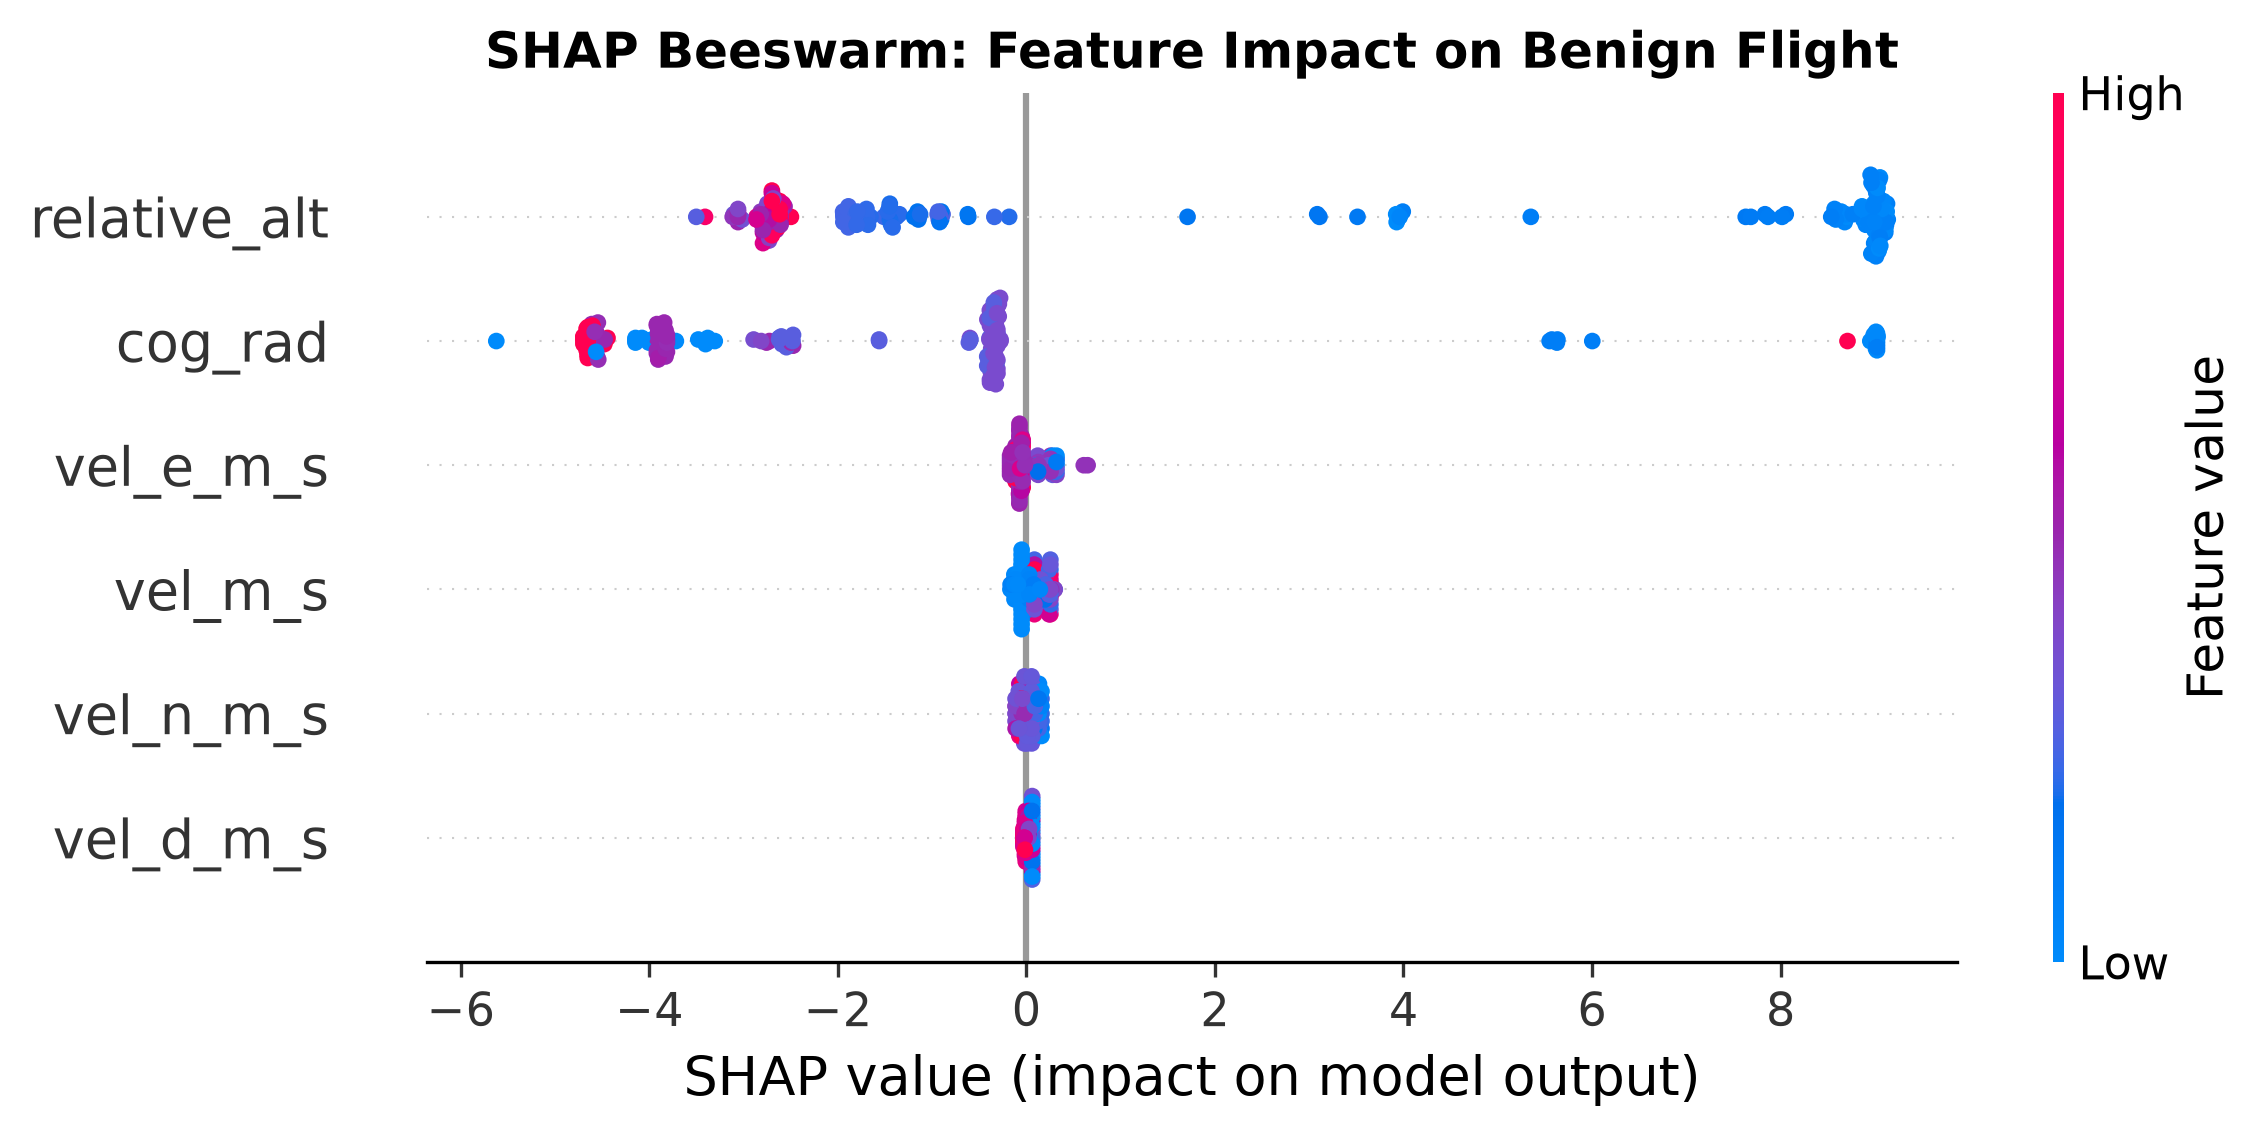 SHAP Beeswarm: Feature Impact on Benign Flight
High
relative_alt
cog_rad
vel_e_m_s
vel_m_s
vel_n_m_s
vel_d_m_s
Feature value
Low
−6 −4 −2 0 2 4 6 8
SHAP value (impact on model output)